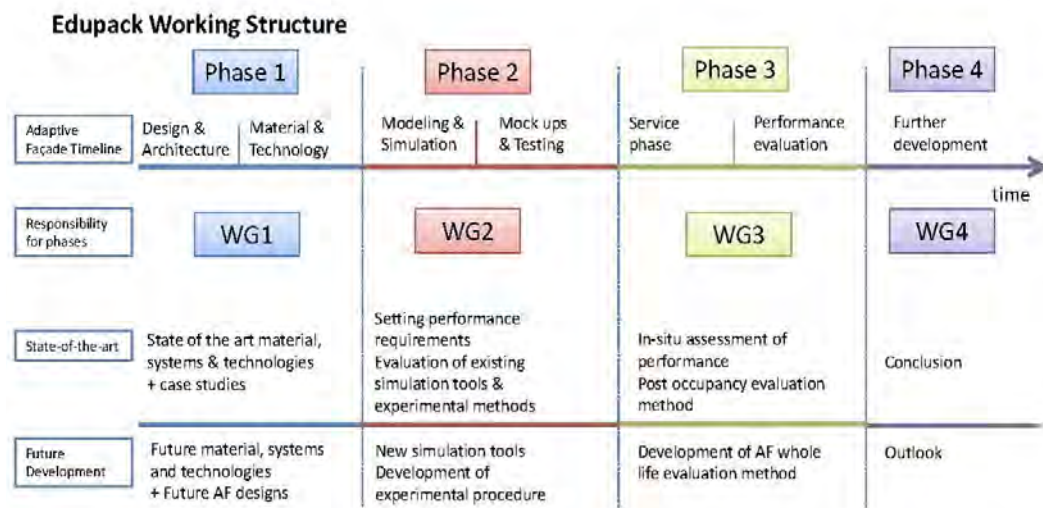 Edupack Working Structure
Phase 1
Phase 2
Phase 3
Phase 4
Adaptive
Façade Timeline
Design &
Architecture
Material &
Technology
Modeling &
Simulation
Mock ups
& Testing
Service
phase
Performance
evaluation
Further
development
time
Responsibility
for phases
WG1
WG2
WG3
WG4
State-of-the-art
State of the art material,
systems & technologies
+ case studies
Setting performance
requirements
Evaluation of existing
simulation tools &
experimental methods
In-situ assessment of
performance
Post occupancy evaluation
method
Conclusion
Future
Development
Future material, systems
and technologies
+ Future AF designs
New simulation tools
Development of
experimental procedure
Development of AF whole
life evaluation method
Outlook